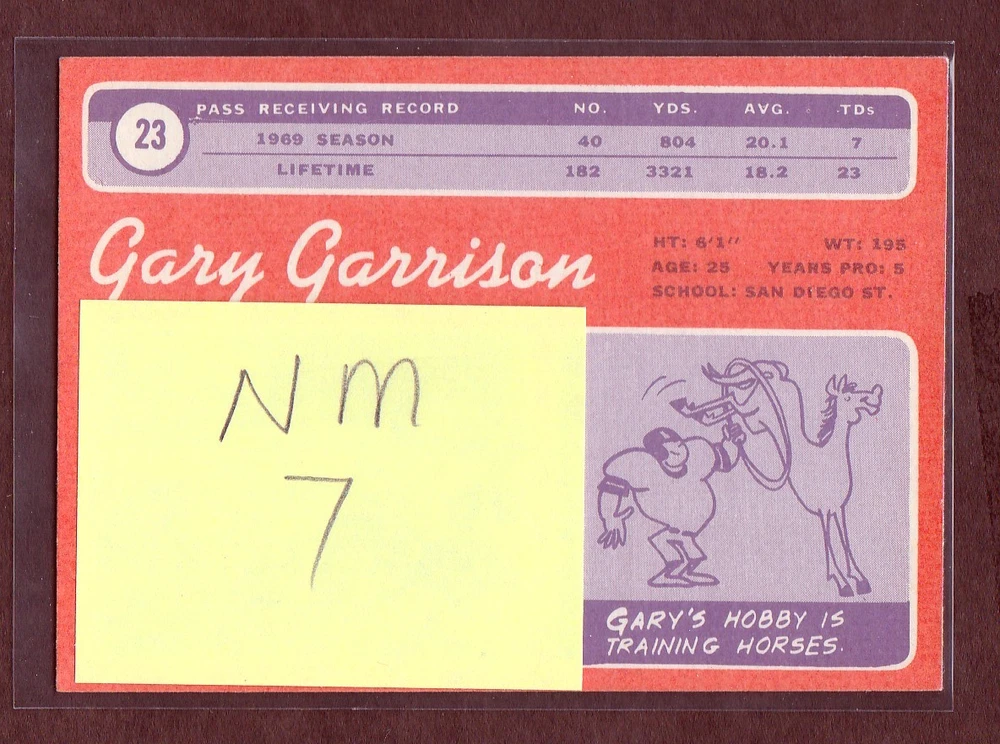 23
PASS RECEIVING RECORD NO. YDS. AVG. TDs
1969 SEASON 40 804 20.1 7
LIFETIME 182 3321 18.2 23
Gary Garrison
HT: 6'1" WT: 195
AGE: 25 YEARS PRO: 5
SCHOOL: SAN DIEGO ST.
NM
7
GARY'S HOBBY IS
TRAINING HORSES.